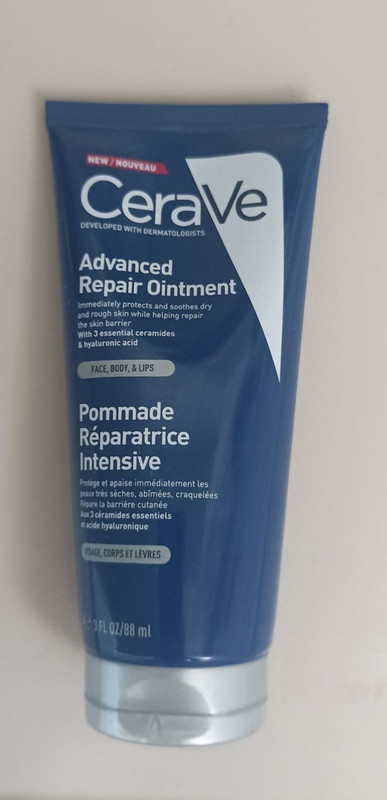 NEW / NOUVEAU
CeraVe
DEVELOPED WITH DERMATOLOGISTS
Advanced
Repair Ointment
Immediately protects and soothes dry
and rough skin while helping repair
the skin barrier
With 3 essential ceramides
& hyaluronic acid
FACE, BODY, & LIPS
Pommade
Réparatrice
Intensive
Protège et apaise immédiatement les
peaux très sèches, abîmées, craquelées
Répare la barrière cutanée
Aux 3 céramides essentiels
et acide hyaluronique
VISAGE, CORPS ET LÈVRES
℮ 3 FL OZ/88 ml